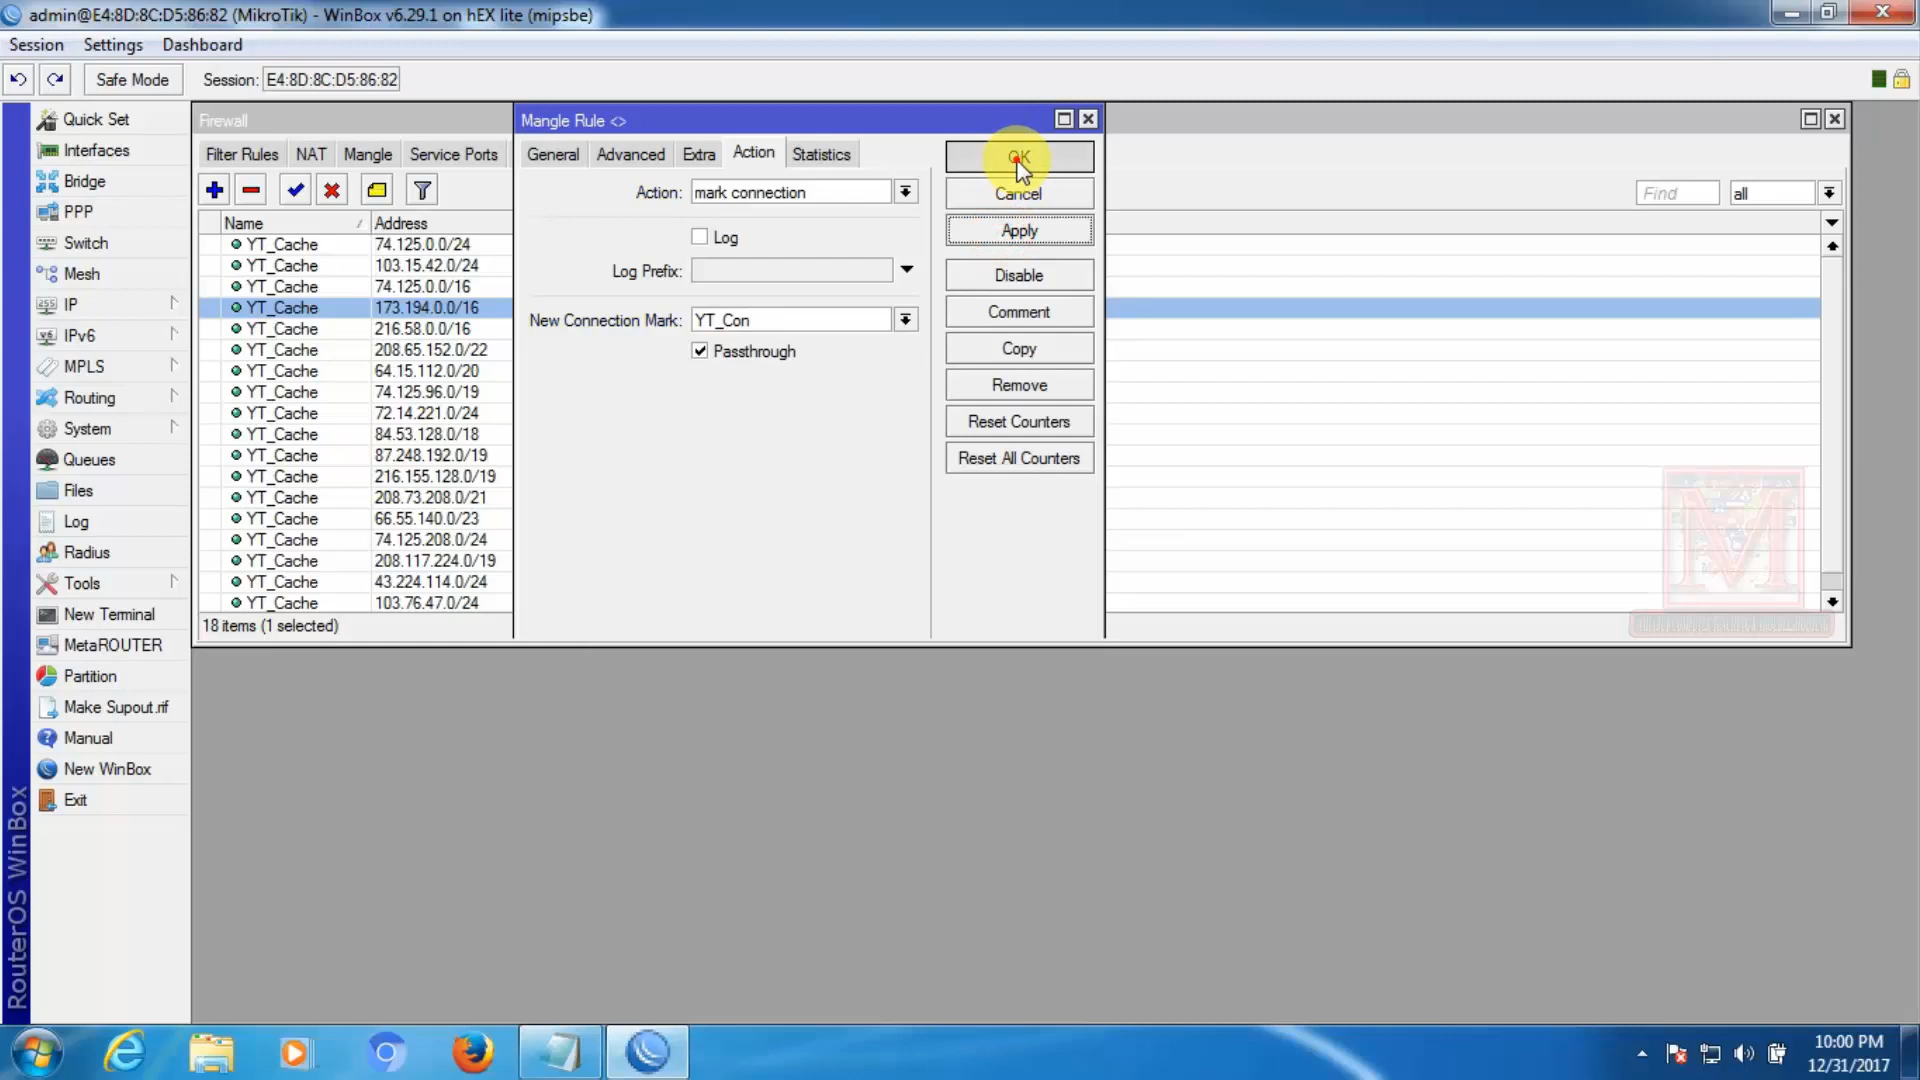 admin@E4:8D:8C:D5:86:82 (MikroTik) - WinBox v6.29.1 on hEX lite (mipsbe)
Session Settings Dashboard
Safe Mode Session: E4:8D:8C:D5:86:82
Quick Set
Interfaces
Bridge
PPP
Switch
Mesh
IP
IPv6
MPLS
Routing
System
Queues
Files
Log
Radius
Tools
New Terminal
MetaROUTER
Partition
Make Supout.rif
Manual
New WinBox
Exit
RouterOS WinBox
Firewall
Filter Rules NAT Mangle Service Ports
Find all
Name Address
YT_Cache 74.125.0.0/24
YT_Cache 103.15.42.0/24
YT_Cache 74.125.0.0/16
YT_Cache 173.194.0.0/16
YT_Cache 216.58.0.0/16
YT_Cache 208.65.152.0/22
YT_Cache 64.15.112.0/20
YT_Cache 74.125.96.0/19
YT_Cache 72.14.221.0/24
YT_Cache 84.53.128.0/18
YT_Cache 87.248.192.0/19
YT_Cache 216.155.128.0/19
YT_Cache 208.73.208.0/21
YT_Cache 66.55.140.0/23
YT_Cache 74.125.208.0/24
YT_Cache 208.117.224.0/19
YT_Cache 43.224.114.0/24
YT_Cache 103.76.47.0/24
18 items (1 selected)
Mangle Rule <>
General Advanced Extra Action Statistics
Action: mark connection
Log
Log Prefix:
New Connection Mark: YT_Con
Passthrough
OK
Cancel
Apply
Disable
Comment
Copy
Remove
Reset Counters
Reset All Counters
M
10:00 PM
12/31/2017